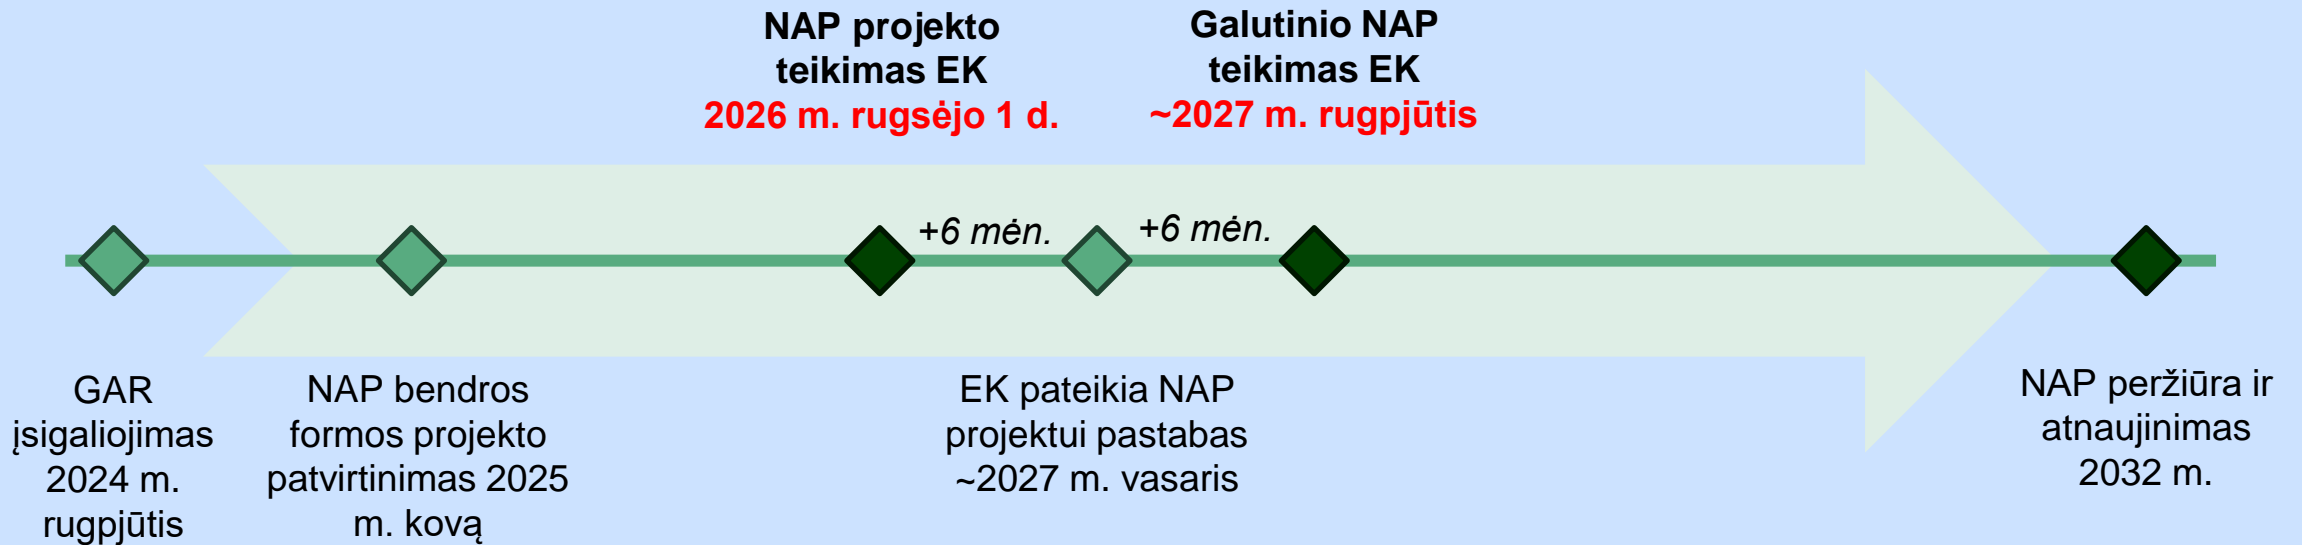 NAP projekto
teikimas EK
2026 m. rugsėjo 1 d.
Galutinio NAP
teikimas EK
~2027 m. rugpjūtis
+6 mėn.
+6 mėn.
GAR
įsigaliojimas
2024 m.
rugpjūtis
NAP bendros
formos projekto
patvirtinimas 2025
m. kovą
EK pateikia NAP
projektui pastabas
~2027 m. vasaris
NAP peržiūra ir
atnaujinimas
2032 m.